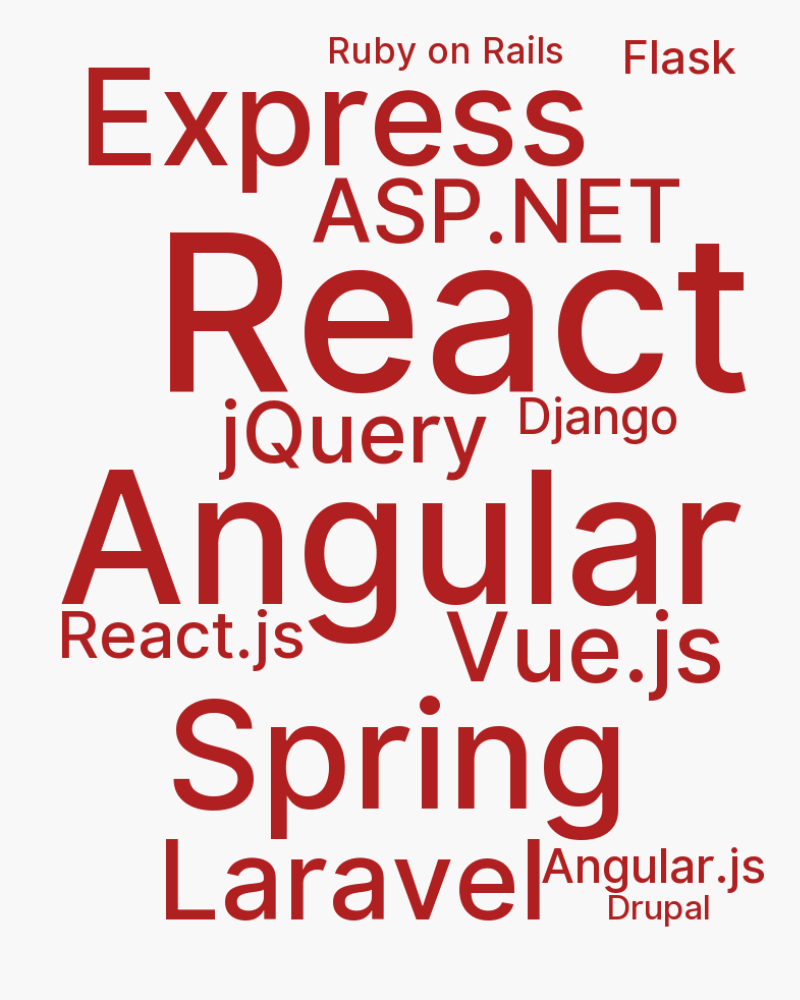 Ruby on Rails
Flask
Express
ASP.NET
React
jQuery
Django
Angular
React.js
Vue.js
Spring
Laravel
Angular.js
Drupal